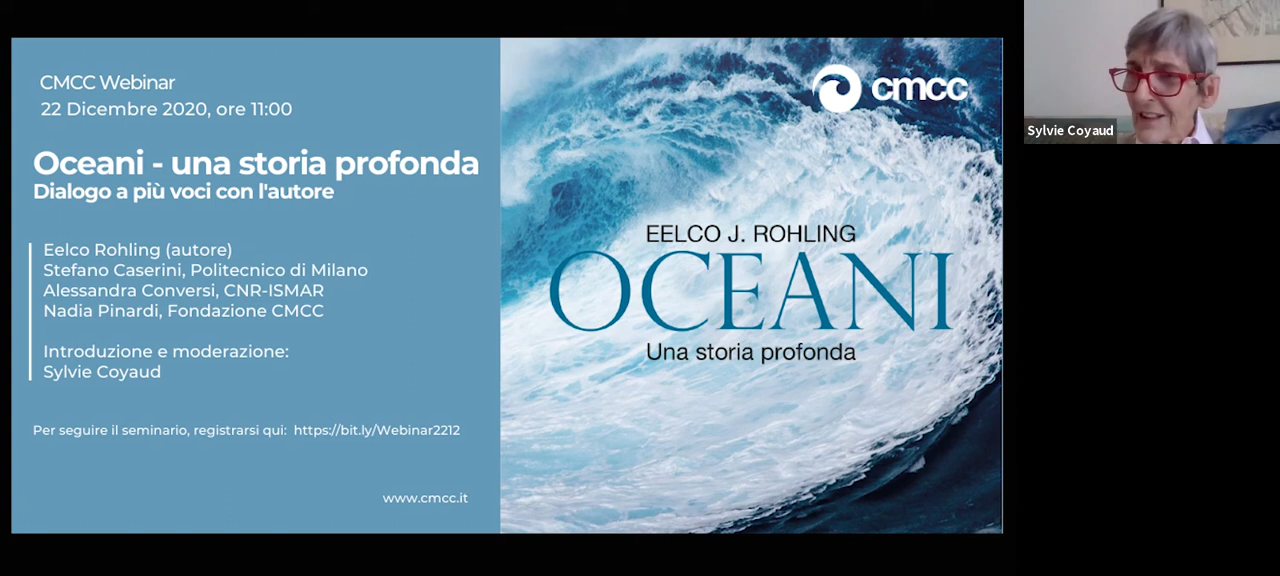 CMCC Webinar
22 Dicembre 2020, ore 11:00
Oceani - una storia profonda
Dialogo a più voci con l'autore
Eelco Rohling (autore)
Stefano Caserini, Politecnico di Milano
Alessandra Conversi, CNR-ISMAR
Nadia Pinardi, Fondazione CMCC
Introduzione e moderazione:
Sylvie Coyaud
Per seguire il seminario, registrarsi qui: https://bit.ly/Webinar2212
www.cmcc.it
cmcc
EELCO J. ROHLING
OCEANI
Una storia profonda
Sylvie Coyaud